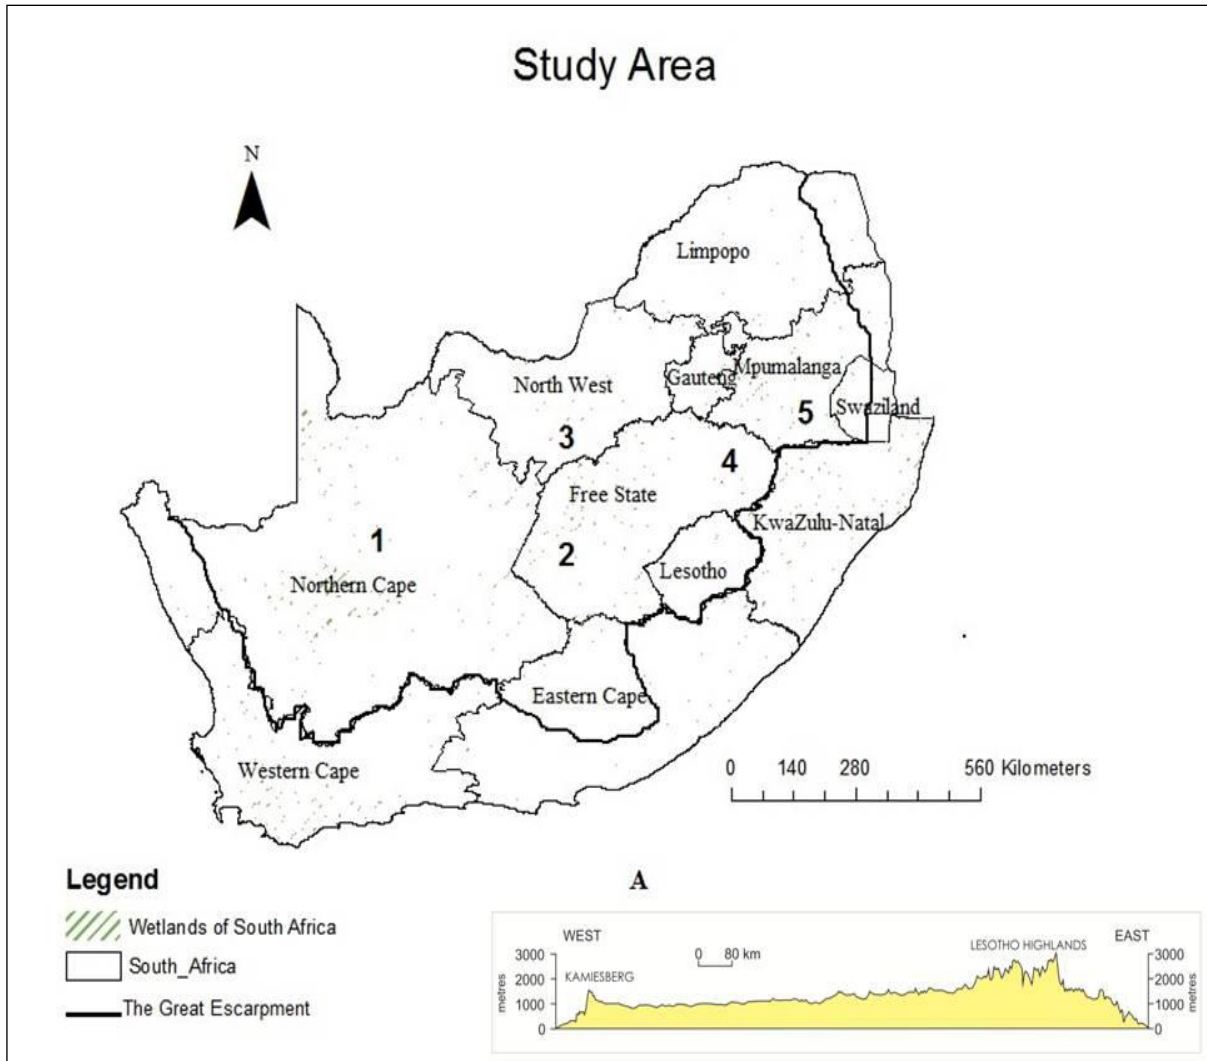 Study Area
N
Limpopo
Mpumalanga
Gauteng
North West
Swaziland
5
3
4
Free State
KwaZulu-Natal
1
2
Lesotho
Northern Cape
Eastern Cape
Western Cape
0 140 280 560 Kilometers
Legend
Wetlands of South Africa
South_Africa
The Great Escarpment
A
WEST
0 80 km
LESOTHO HIGHLANDS
EAST
KAMIESBERG
metres
3000
2000
1000
0
3000
2000
1000
0
metres